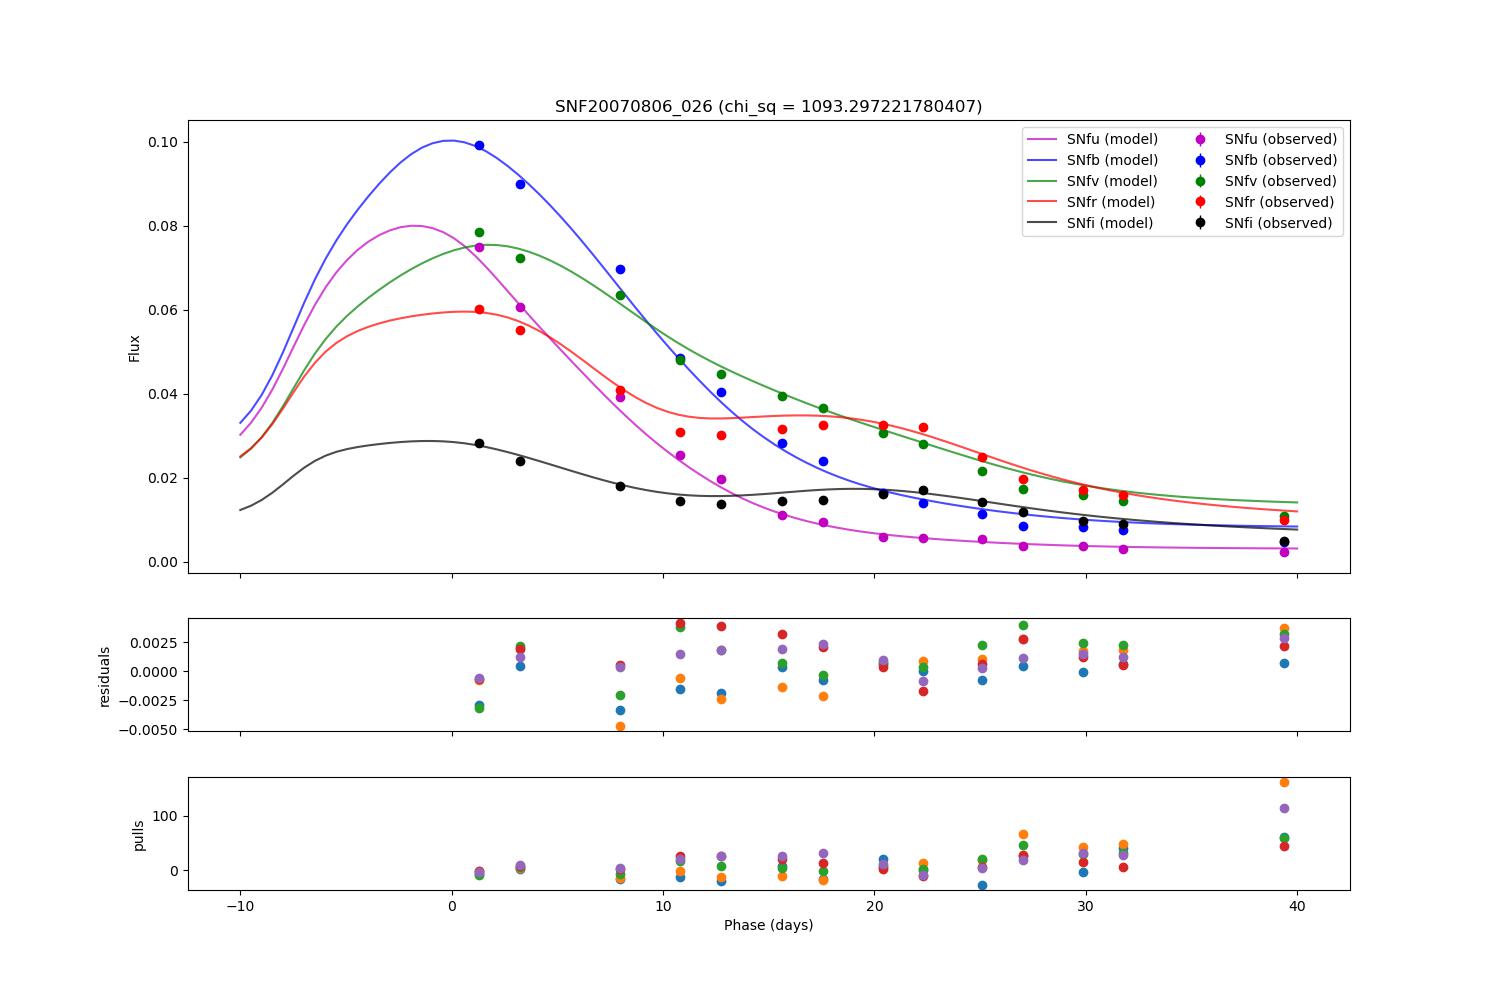 SNF20070806_026 (chi_sq = 1093.297221780407)
0.10
0.08
0.06
0.04
0.02
0.00
Flux
SNfu (model)
SNfb (model)
SNfv (model)
SNfr (model)
SNfi (model)
SNfu (observed)
SNfb (observed)
SNfv (observed)
SNfr (observed)
SNfi (observed)
0.0025
0.0000
−0.0025
−0.0050
residuals
100
0
pulls
−10 0 10 20 30 40
Phase (days)